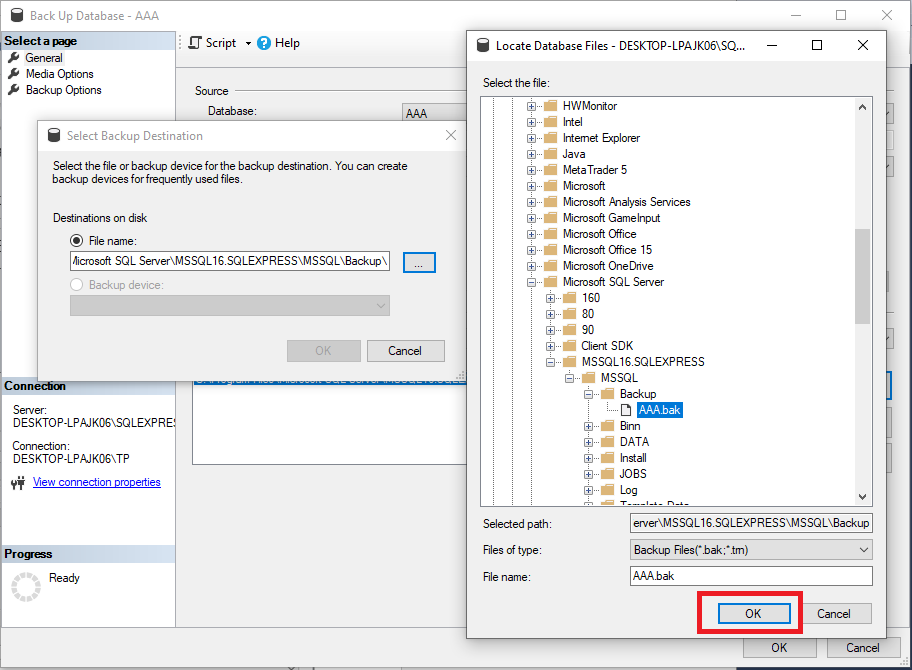 Back Up Database - AAA
Select a page
General
Media Options
Backup Options
Script
Help
Source
Database:
AAA
Select Backup Destination
Select the file or backup device for the backup destination. You can create
backup devices for frequently used files.
Destinations on disk
File name:
Microsoft SQL Server\MSSQL16.SQLEXPRESS\MSSQL\Backup\
...
Backup device:
OK
Cancel
Connection
Server:
DESKTOP-LPAJK06\SQLEXPRES
Connection:
DESKTOP-LPAJK06\TP
View connection properties
Progress
Ready
Locate Database Files - DESKTOP-LPAJK06\SQ...
Select the file:
HWMonitor
Intel
Internet Explorer
Java
MetaTrader 5
Microsoft
Microsoft Analysis Services
Microsoft GameInput
Microsoft Office
Microsoft Office 15
Microsoft OneDrive
Microsoft SQL Server
160
80
90
Client SDK
MSSQL16.SQLEXPRESS
MSSQL
Backup
AAA.bak
Binn
DATA
Install
JOBS
Log
Template Data
Selected path:
erver\MSSQL16.SQLEXPRESS\MSSQL\Backup
Files of type:
Backup Files(*.bak;*.trn)
File name:
AAA.bak
OK
Cancel
OK
Cancel